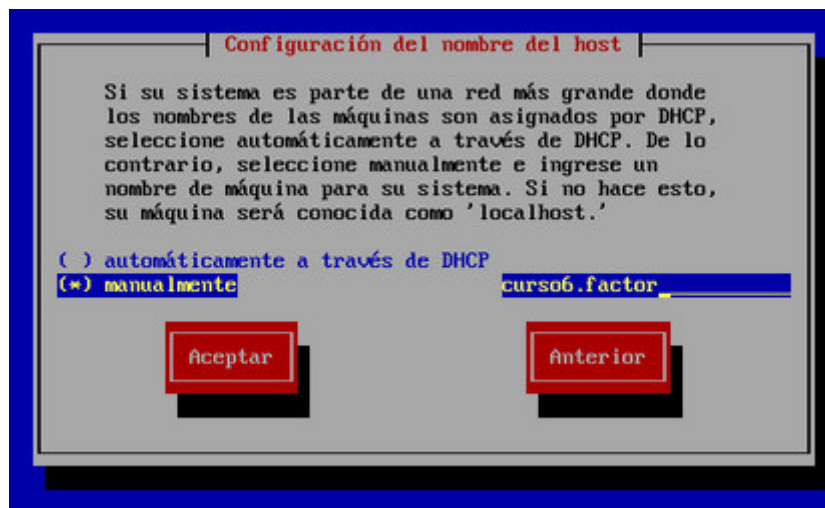 Configuración del nombre del host
Si su sistema es parte de una red más grande donde
los nombres de las máquinas son asignados por DHCP,
seleccione automáticamente a través de DHCP. De lo
contrario, seleccione manualmente e ingrese un
nombre de máquina para su sistema. Si no hace esto,
su máquina será conocida como 'localhost.'
( ) automáticamente a través de DHCP
(*) manualmente curso6.factor_
Aceptar Anterior